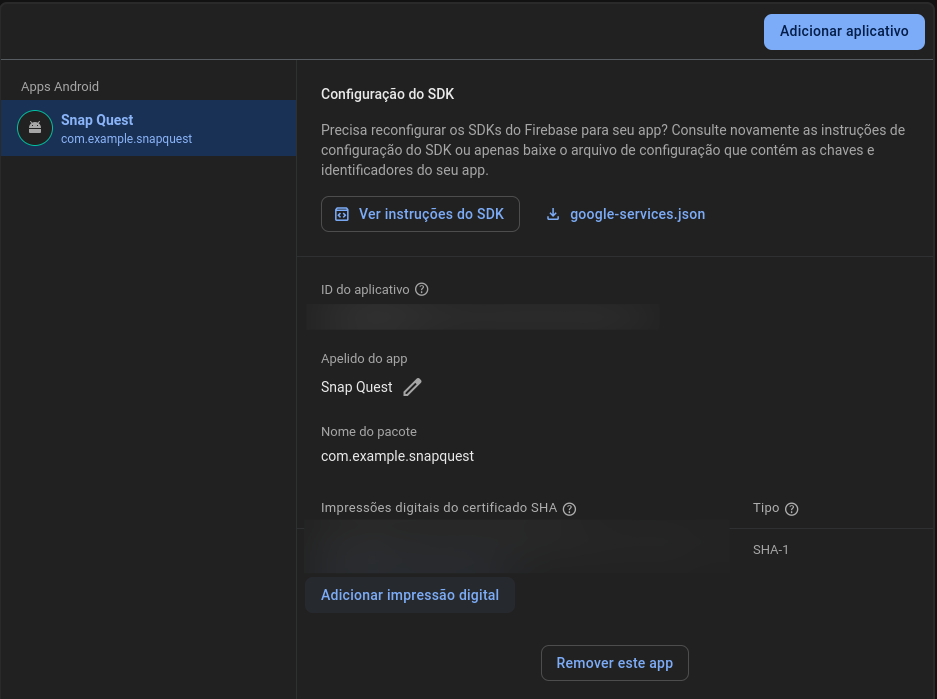 Adicionar aplicativo
Apps Android
Snap Quest
com.example.snapquest
Configuração do SDK
Precisa reconfigurar os SDKs do Firebase para seu app? Consulte novamente as instruções de
configuração do SDK ou apenas baixe o arquivo de configuração que contém as chaves e
identificadores do seu app.
Ver instruções do SDK
google-services.json
ID do aplicativo
Apelido do app
Snap Quest
Nome do pacote
com.example.snapquest
Impressões digitais do certificado SHA
Tipo
SHA-1
Adicionar impressão digital
Remover este app